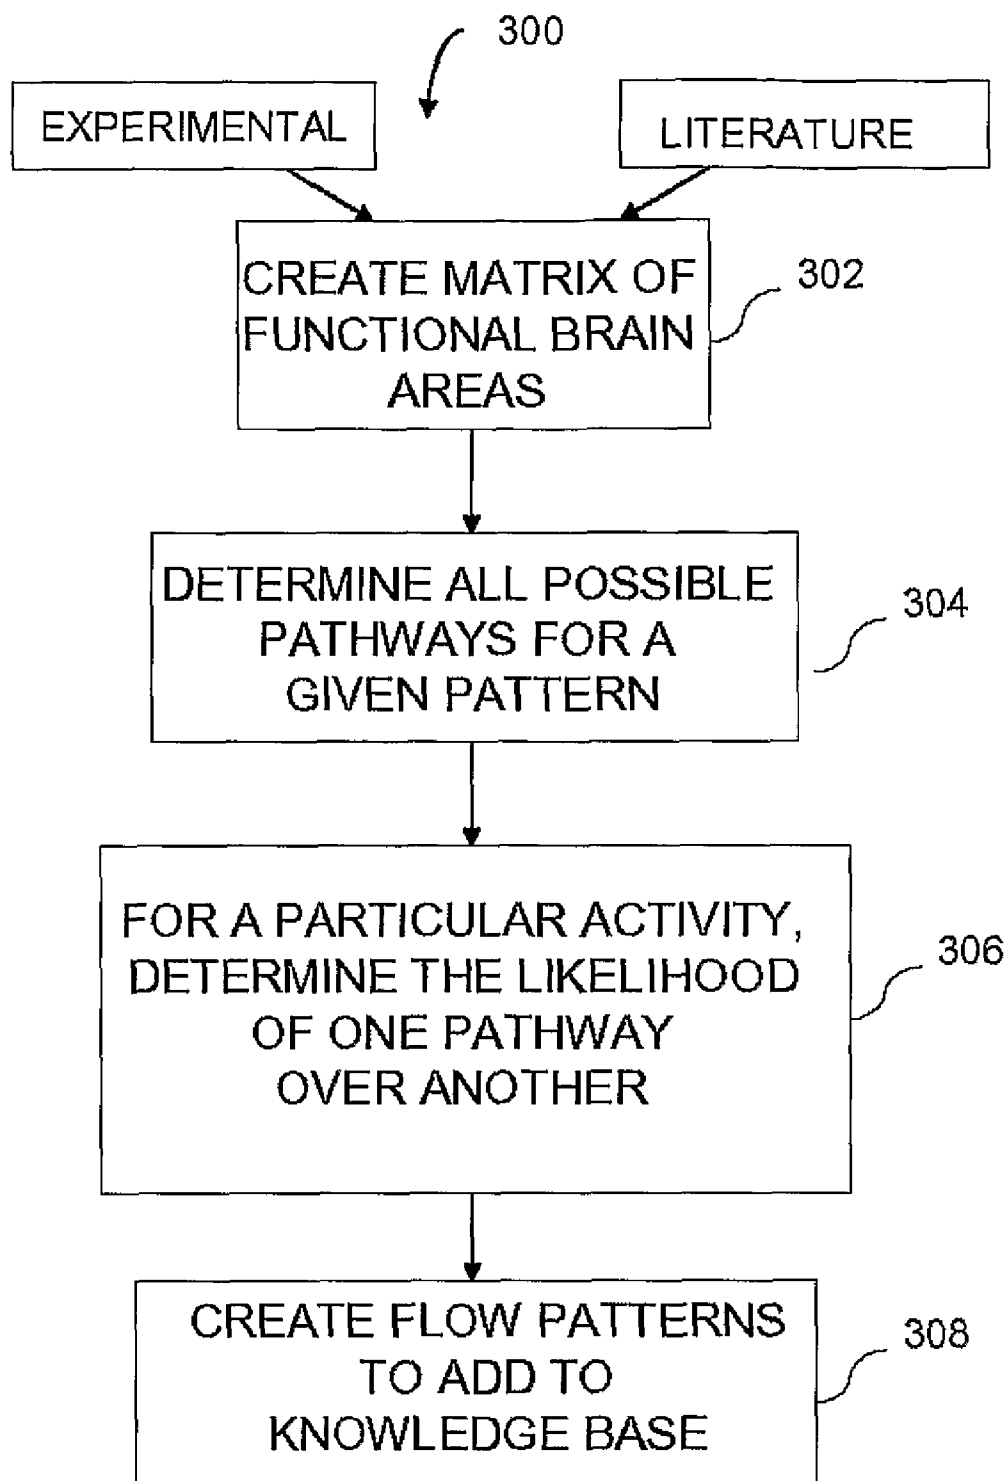 300
EXPERIMENTAL
LITERATURE
CREATE MATRIX OF
FUNCTIONAL BRAIN
AREAS
302
DETERMINE ALL POSSIBLE
PATHWAYS FOR A
GIVEN PATTERN
304
FOR A PARTICULAR ACTIVITY,
DETERMINE THE LIKELIHOOD
OF ONE PATHWAY
OVER ANOTHER
306
CREATE FLOW PATTERNS
TO ADD TO
KNOWLEDGE BASE
308